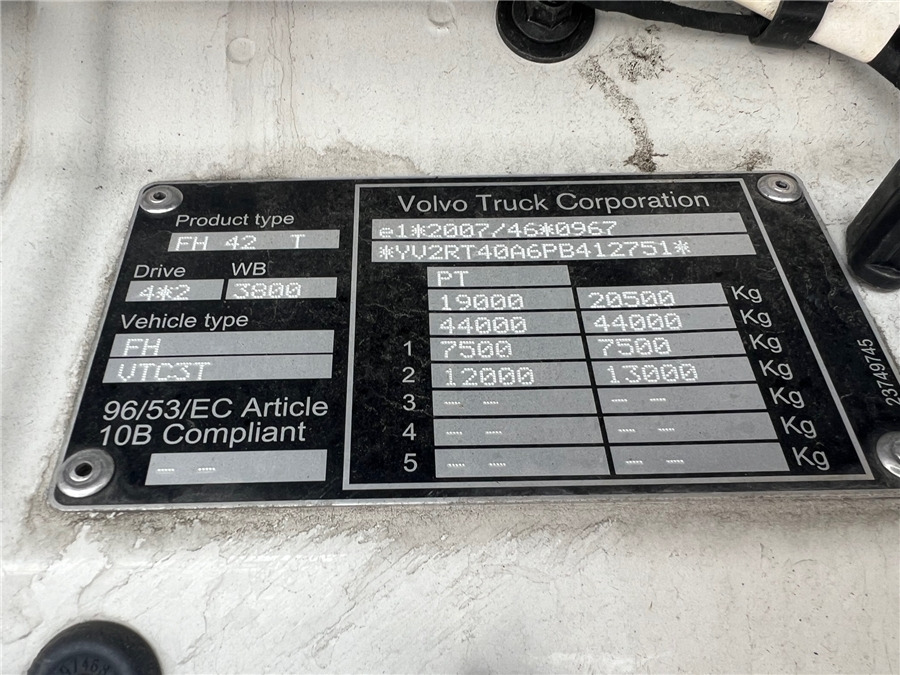 Product type
FH 42 T
Drive WB
4*2 3800
Vehicle type
FH
VTC3T
96/53/EC Article
10B Compliant
-- --
Volvo Truck Corporation
e1*2007/46*0967
*YV2RT40A6PB412751*
PT
19000 20500 Kg
44000 44000 Kg
1 7500 7500 Kg
2 12000 13000 Kg
3 -- -- -- -- Kg
4 -- -- -- -- Kg
5 -- -- -- -- Kg
23749745